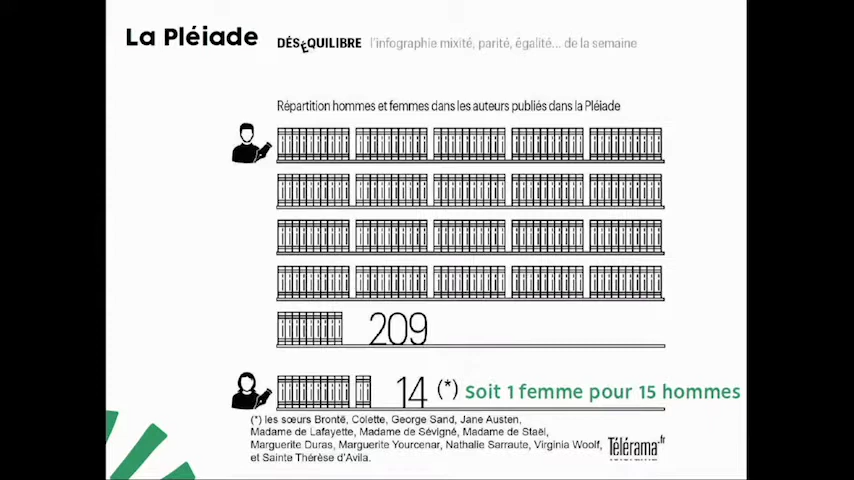 La Pléiade
DÉSÉQUILIBRE l'infographie mixité, parité, égalité... de la semaine
Répartition hommes et femmes dans les auteurs publiés dans la Pléiade
209
14 (*) Soit 1 femme pour 15 hommes
(*) les sœurs Brontë, Colette, George Sand, Jane Austen,
Madame de Lafayette, Madame de Sévigné, Madame de Staël,
Marguerite Duras, Marguerite Yourcenar, Nathalie Sarraute, Virginia Woolf,
et Sainte Thérèse d'Avila.
Télérama.fr